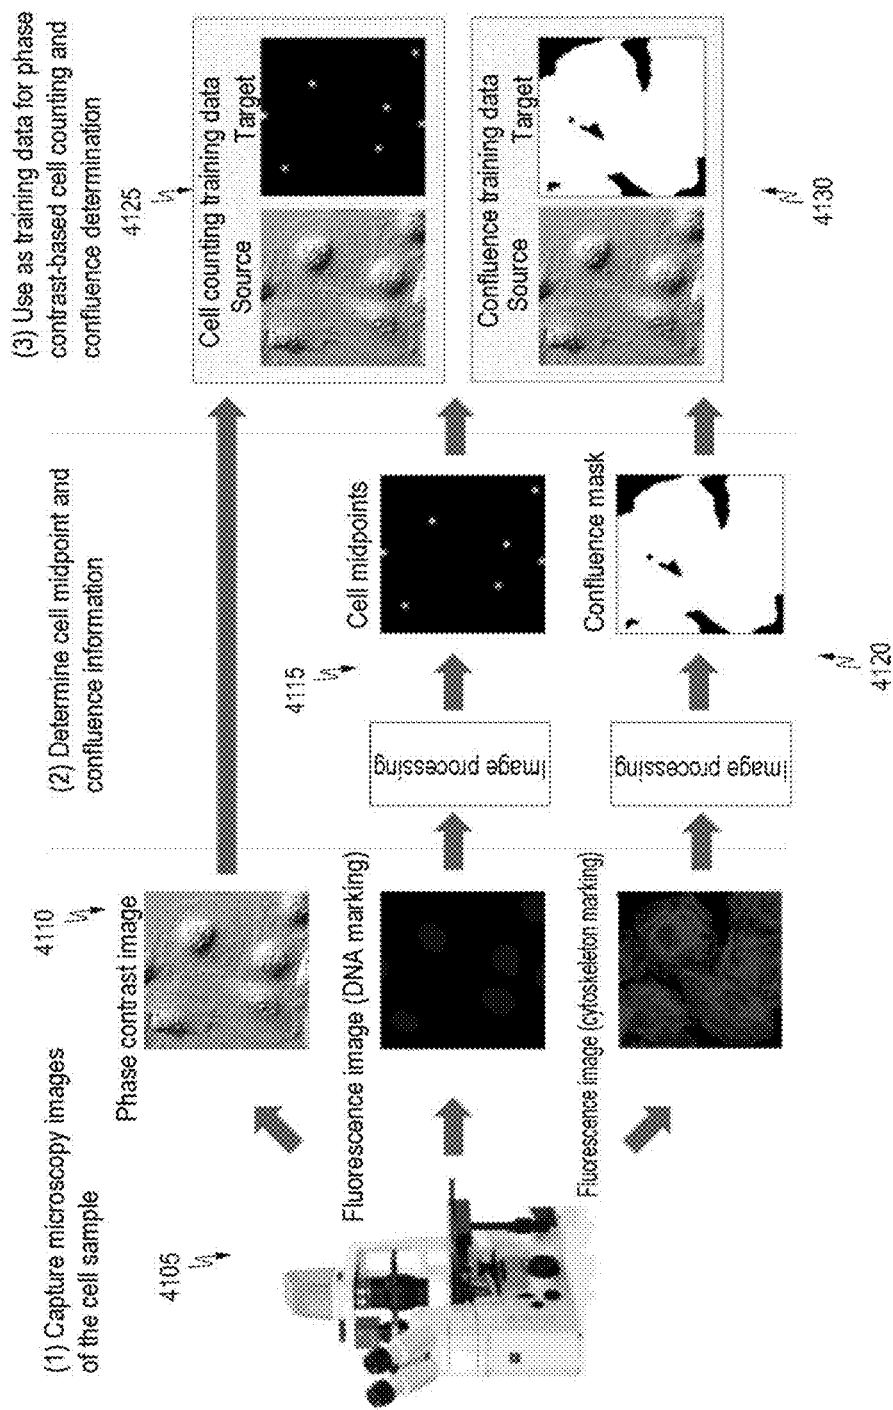 (1) Capture microscopy images
of the cell sample
4105
4110
Phase contrast image
Fluorescence image (DNA marking)
Fluorescence image (cytoskeleton marking)
(2) Determine cell midpoint and
confluence information
Image processing
Image processing
4115
Cell midpoints
Confluence mask
4120
(3) Use as training data for phase
contrast-based cell counting and
confluence determination
4125
Cell counting training data
Source
Target
Confluence training data
Source
Target
4130